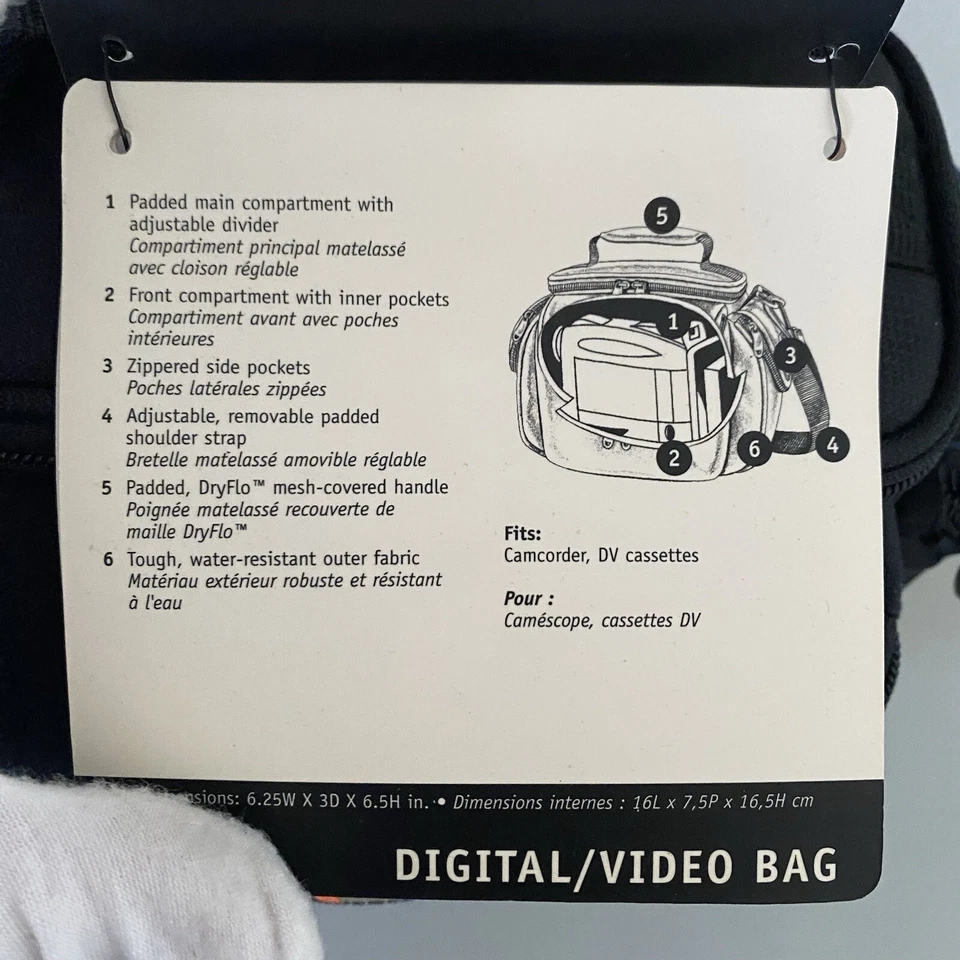 1 Padded main compartment with
adjustable divider
Compartiment principal matelassé
avec cloison réglable
2 Front compartment with inner pockets
Compartiment avant avec poches
intérieures
3 Zippered side pockets
Poches latérales zippées
4 Adjustable, removable padded
shoulder strap
Bretelle matelassé amovible réglable
5 Padded, DryFlo™ mesh-covered handle
Poignée matelassé recouverte de
maille DryFlo™
6 Tough, water-resistant outer fabric
Matériau extérieur robuste et résistant
à l'eau
5
1
3
2
6
4
Fits:
Camcorder, DV cassettes
Pour :
Caméscope, cassettes DV
6.25W X 3D X 6.5H in. • Dimensions internes : 16L x 7,5P x 16,5H cm
DIGITAL/VIDEO BAG